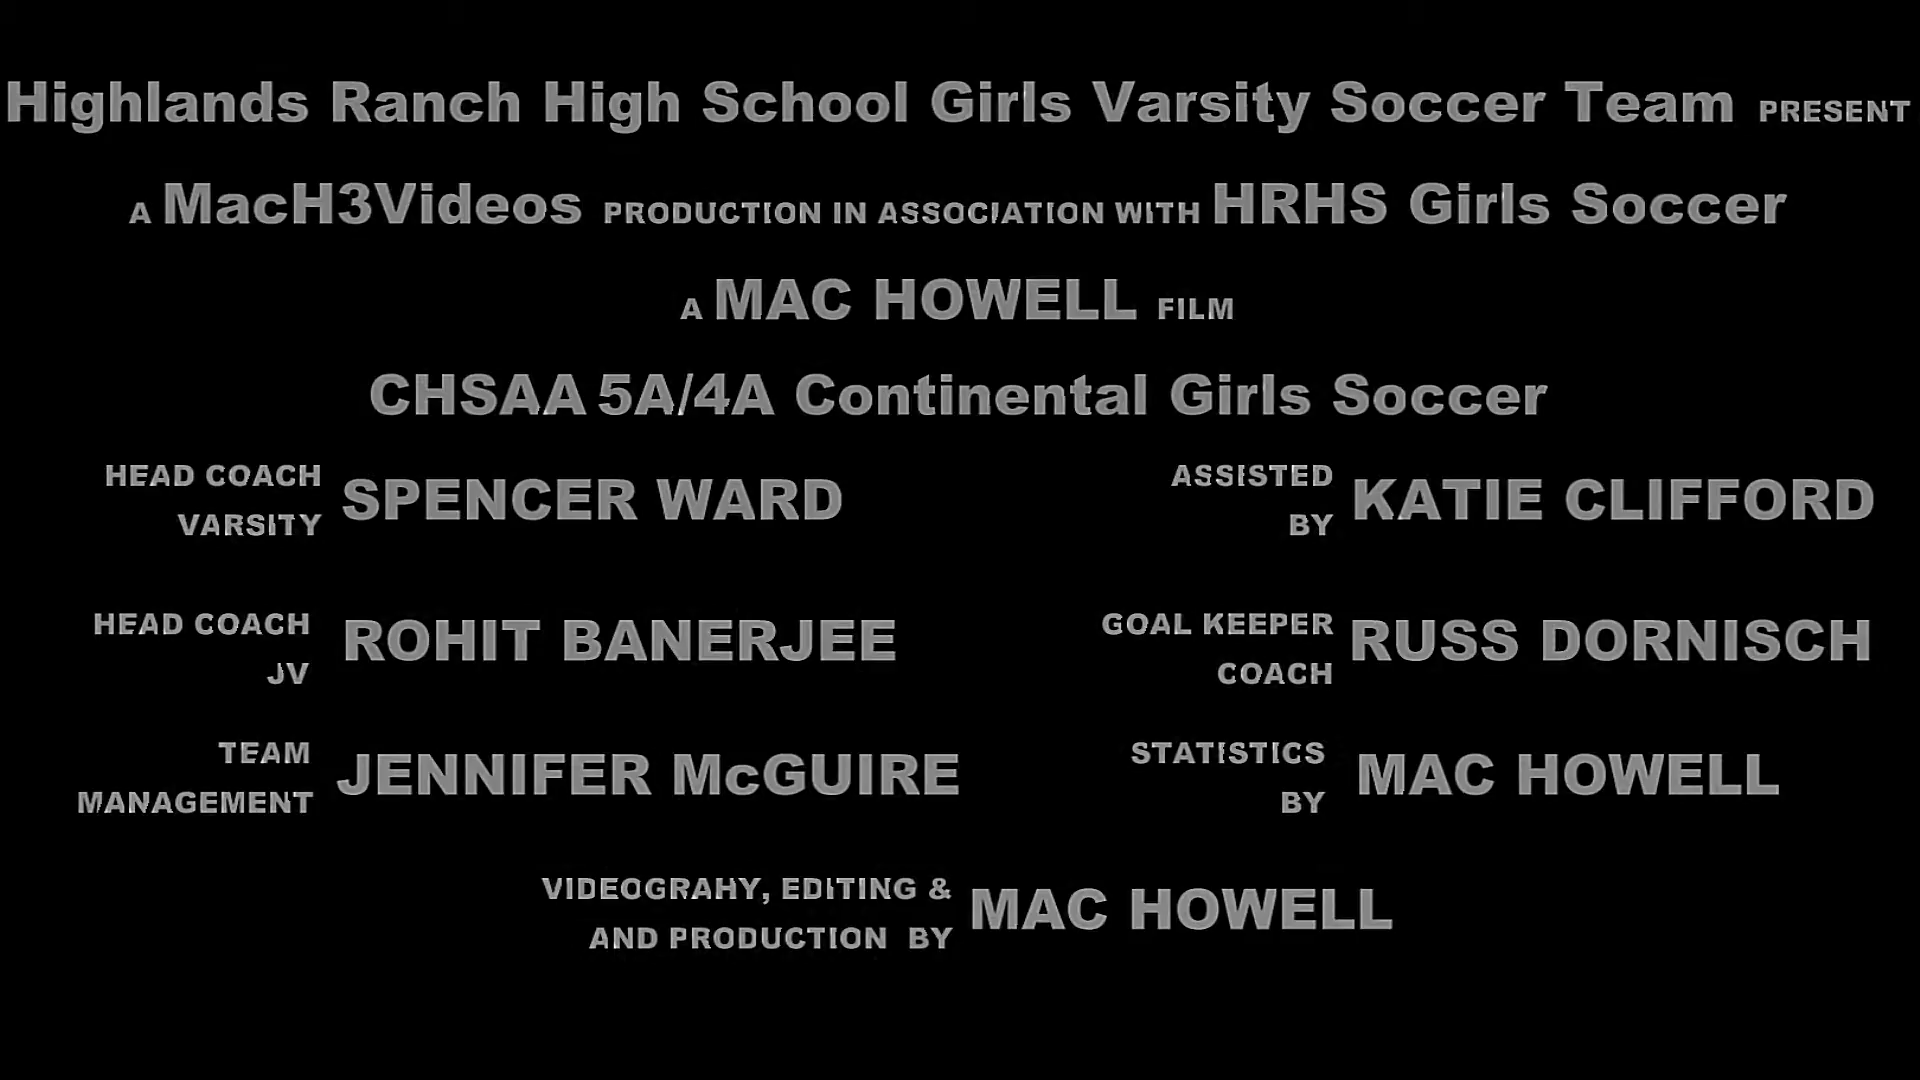 Highlands Ranch High School Girls Varsity Soccer Team PRESENT
A MacH3Videos PRODUCTION IN ASSOCIATION WITH HRHS Girls Soccer
A MAC HOWELL FILM
CHSAA 5A/4A Continental Girls Soccer
HEAD COACH
VARSITY
SPENCER WARD
ASSISTED
BY
KATIE CLIFFORD
HEAD COACH
JV
ROHIT BANERJEE
GOAL KEEPER
COACH
RUSS DORNISCH
TEAM
MANAGEMENT
JENNIFER McGUIRE
STATISTICS
BY
MAC HOWELL
VIDEOGRAHY, EDITING &
AND PRODUCTION BY
MAC HOWELL